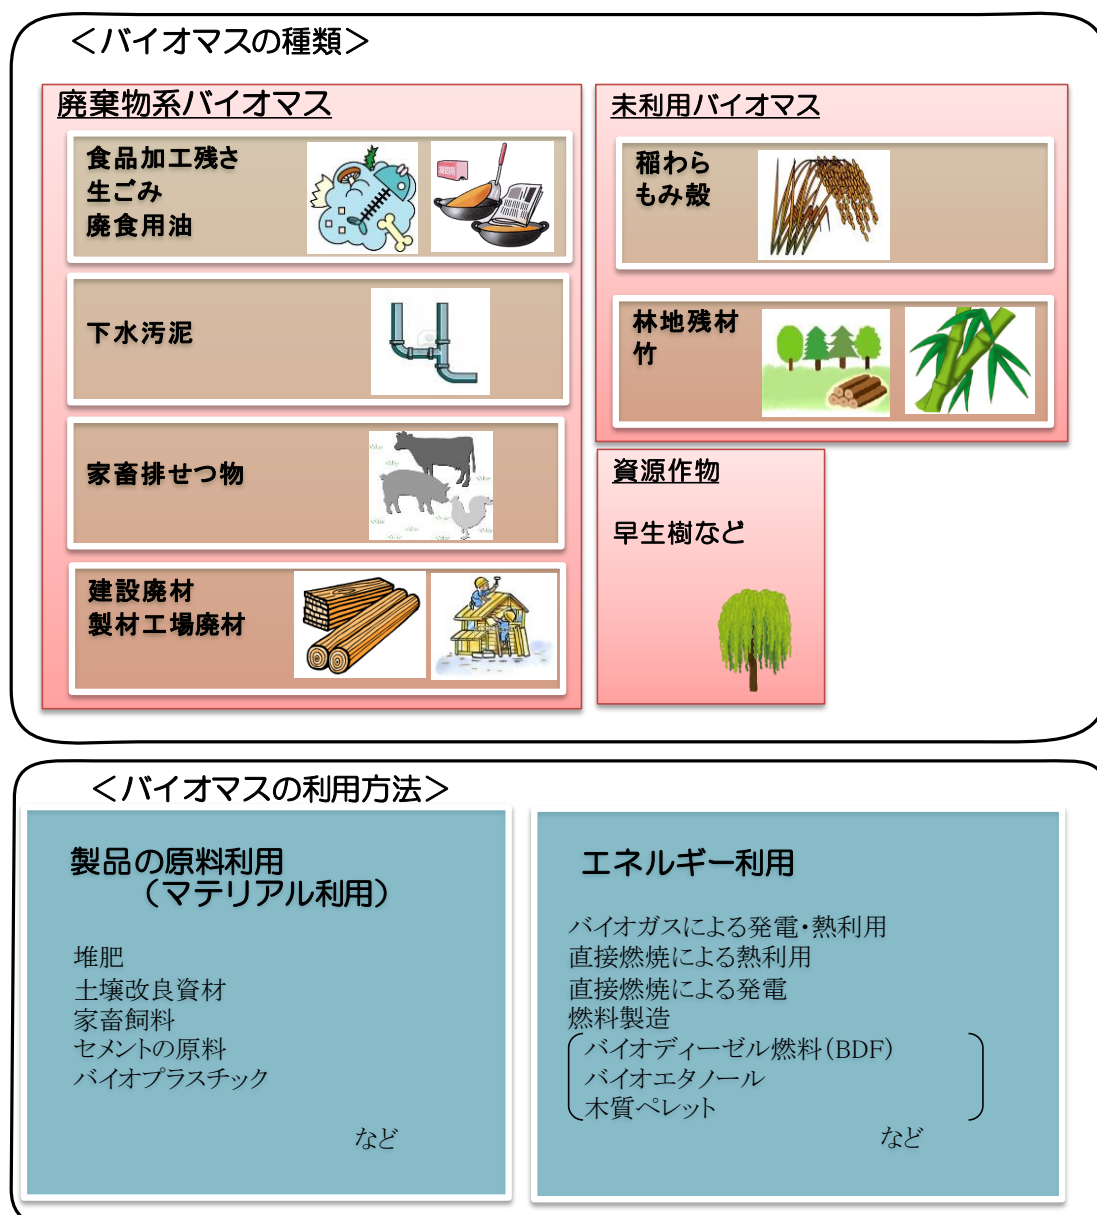 ＜バイオマスの種類＞
廃棄物系バイオマス
食品加工残さ
生ごみ
廃食用油
下水汚泥
家畜排せつ物
建設廃材
製材工場廃材
未利用バイオマス
稲わら
もみ殻
林地残材
竹
資源作物
早生樹など
＜バイオマスの利用方法＞
製品の原料利用
（マテリアル利用）
堆肥
土壌改良資材
家畜飼料
セメントの原料
バイオプラスチック
など
エネルギー利用
バイオガスによる発電・熱利用
直接燃焼による熱利用
直接燃焼による発電
燃料製造
バイオディーゼル燃料（BDF）
バイオエタノール
木質ペレット
など